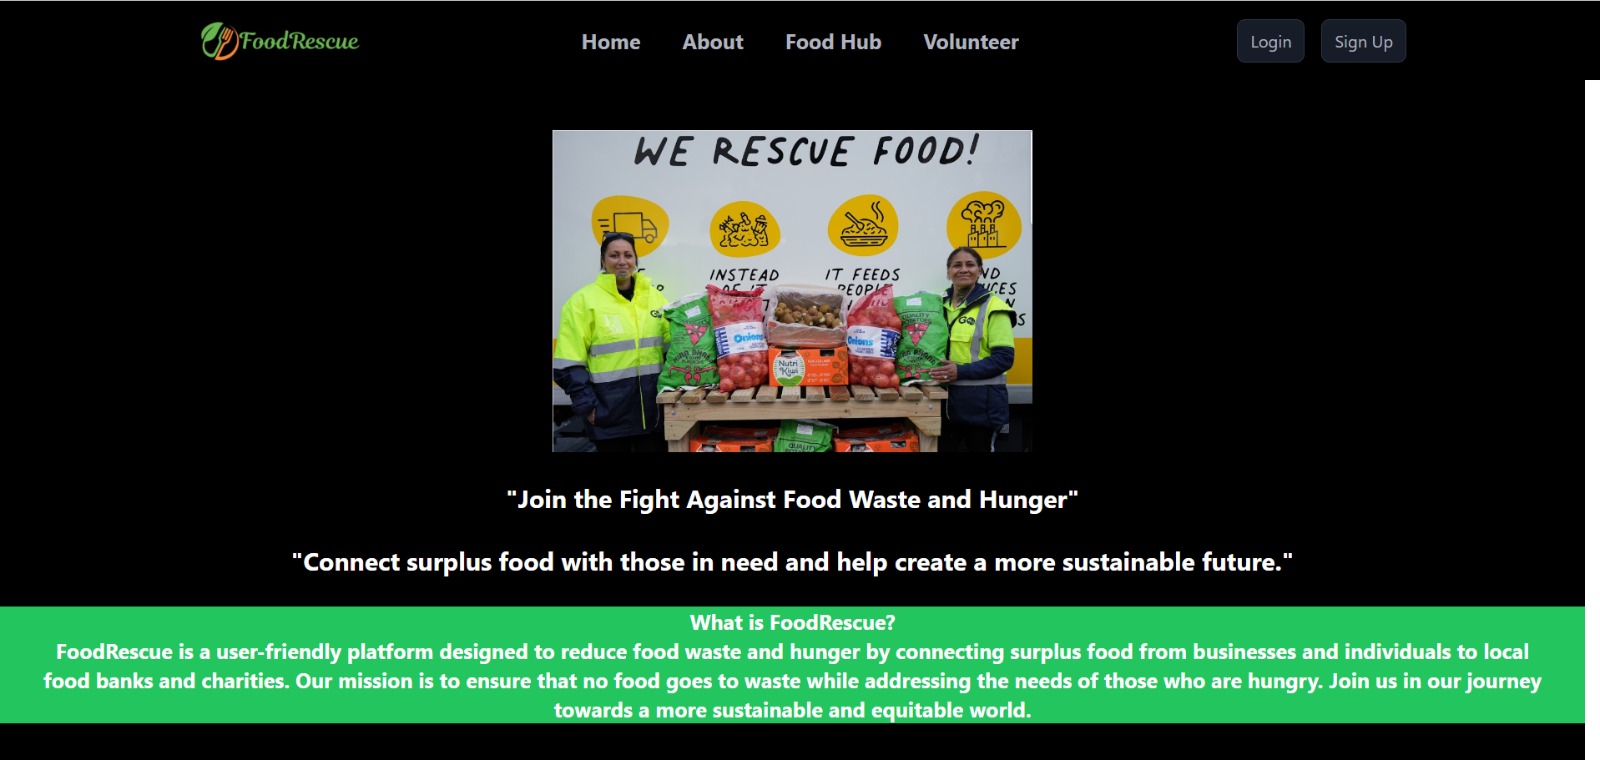 FoodRescue
Home About Food Hub Volunteer
Login Sign Up
WE RESCUE FOOD!
INSTEAD
OF IT
IT FEEDS
PEOPLE
Onions
Onions
Nutri
Kiwi
QUALITY
"Join the Fight Against Food Waste and Hunger"
"Connect surplus food with those in need and help create a more sustainable future."
What is FoodRescue?
FoodRescue is a user-friendly platform designed to reduce food waste and hunger by connecting surplus food from businesses and individuals to local
food banks and charities. Our mission is to ensure that no food goes to waste while addressing the needs of those who are hungry. Join us in our journey
towards a more sustainable and equitable world.